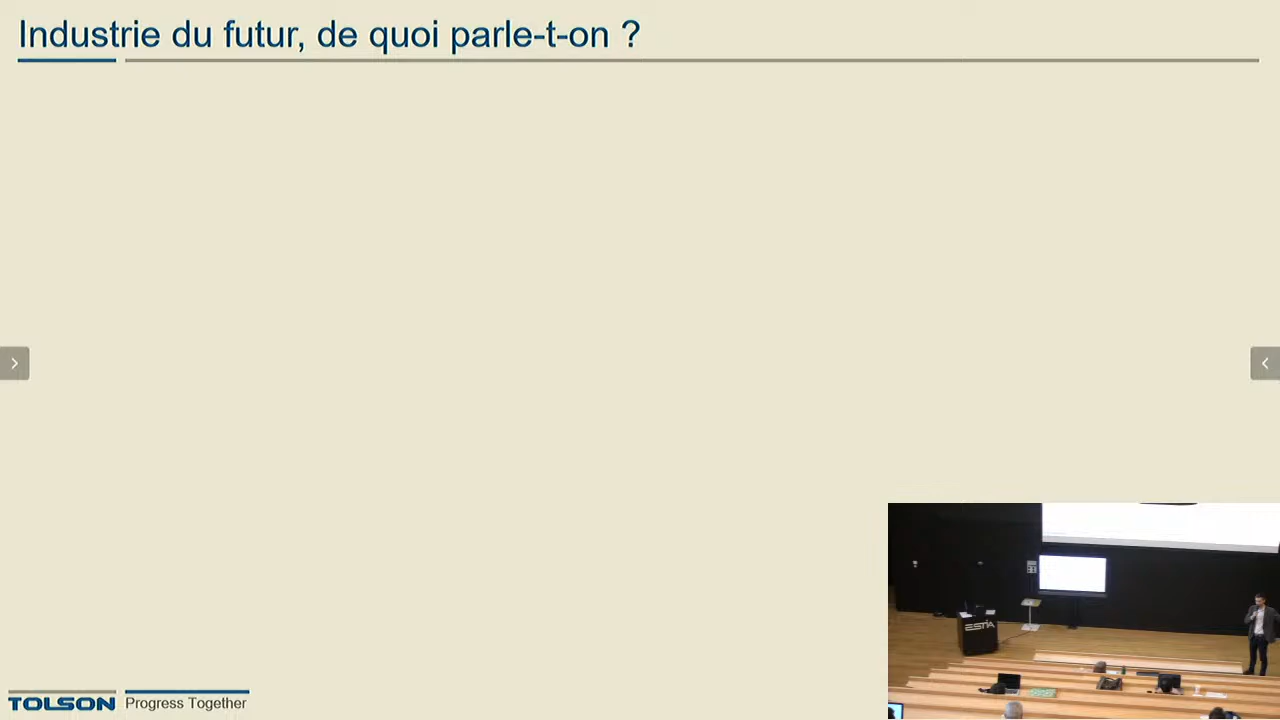 Industrie du futur, de quoi parle-t-on ?
ESTIA
TOLSON
Progress Together